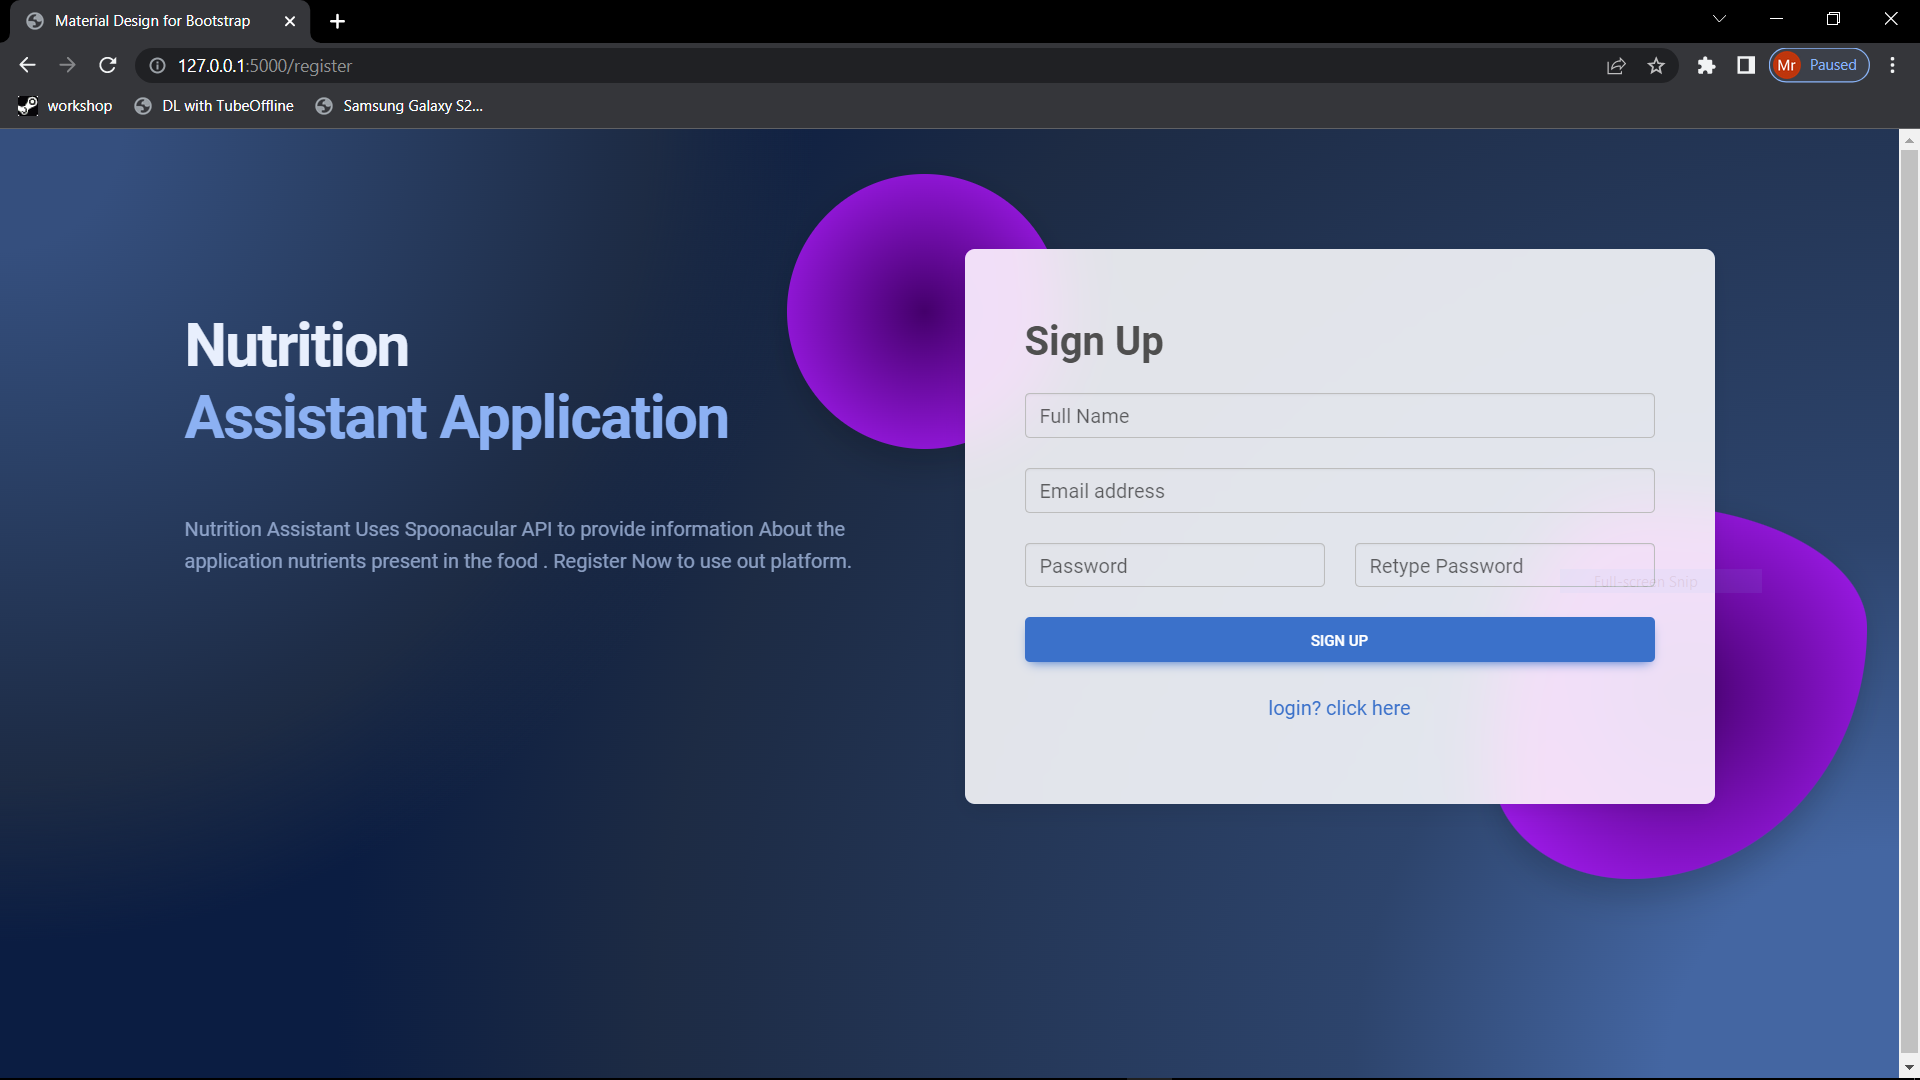 Material Design for Bootstrap
127.0.0.1:5000/register
Mr Paused
workshop DL with TubeOffline Samsung Galaxy S2...
Nutrition
Assistant Application
Nutrition Assistant Uses Spoonacular API to provide information About the
application nutrients present in the food . Register Now to use out platform.
Sign Up
Full Name
Email address
Password Retype Password
Full-screen Snip
SIGN UP
login? click here